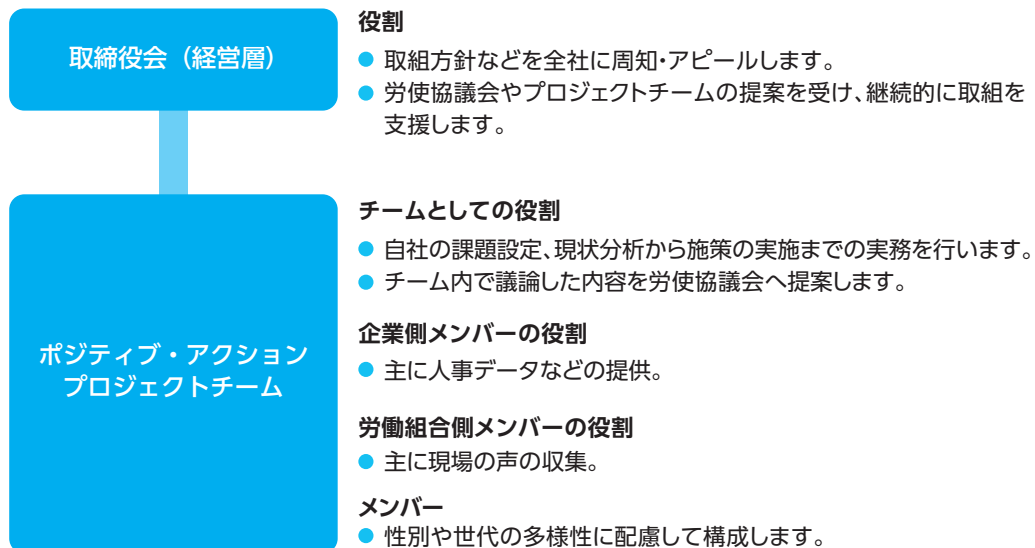 取締役会（経営層）
役割
● 取組方針などを全社に周知・アピールします。
● 労使協議会やプロジェクトチームの提案を受け、継続的に取組を
支援します。
ポジティブ・アクション
プロジェクトチーム
チームとしての役割
● 自社の課題設定、現状分析から施策の実施までの実務を行います。
● チーム内で議論した内容を労使協議会へ提案します。
企業側メンバーの役割
● 主に人事データなどの提供。
労働組合側メンバーの役割
● 主に現場の声の収集。
メンバー
● 性別や世代の多様性に配慮して構成します。